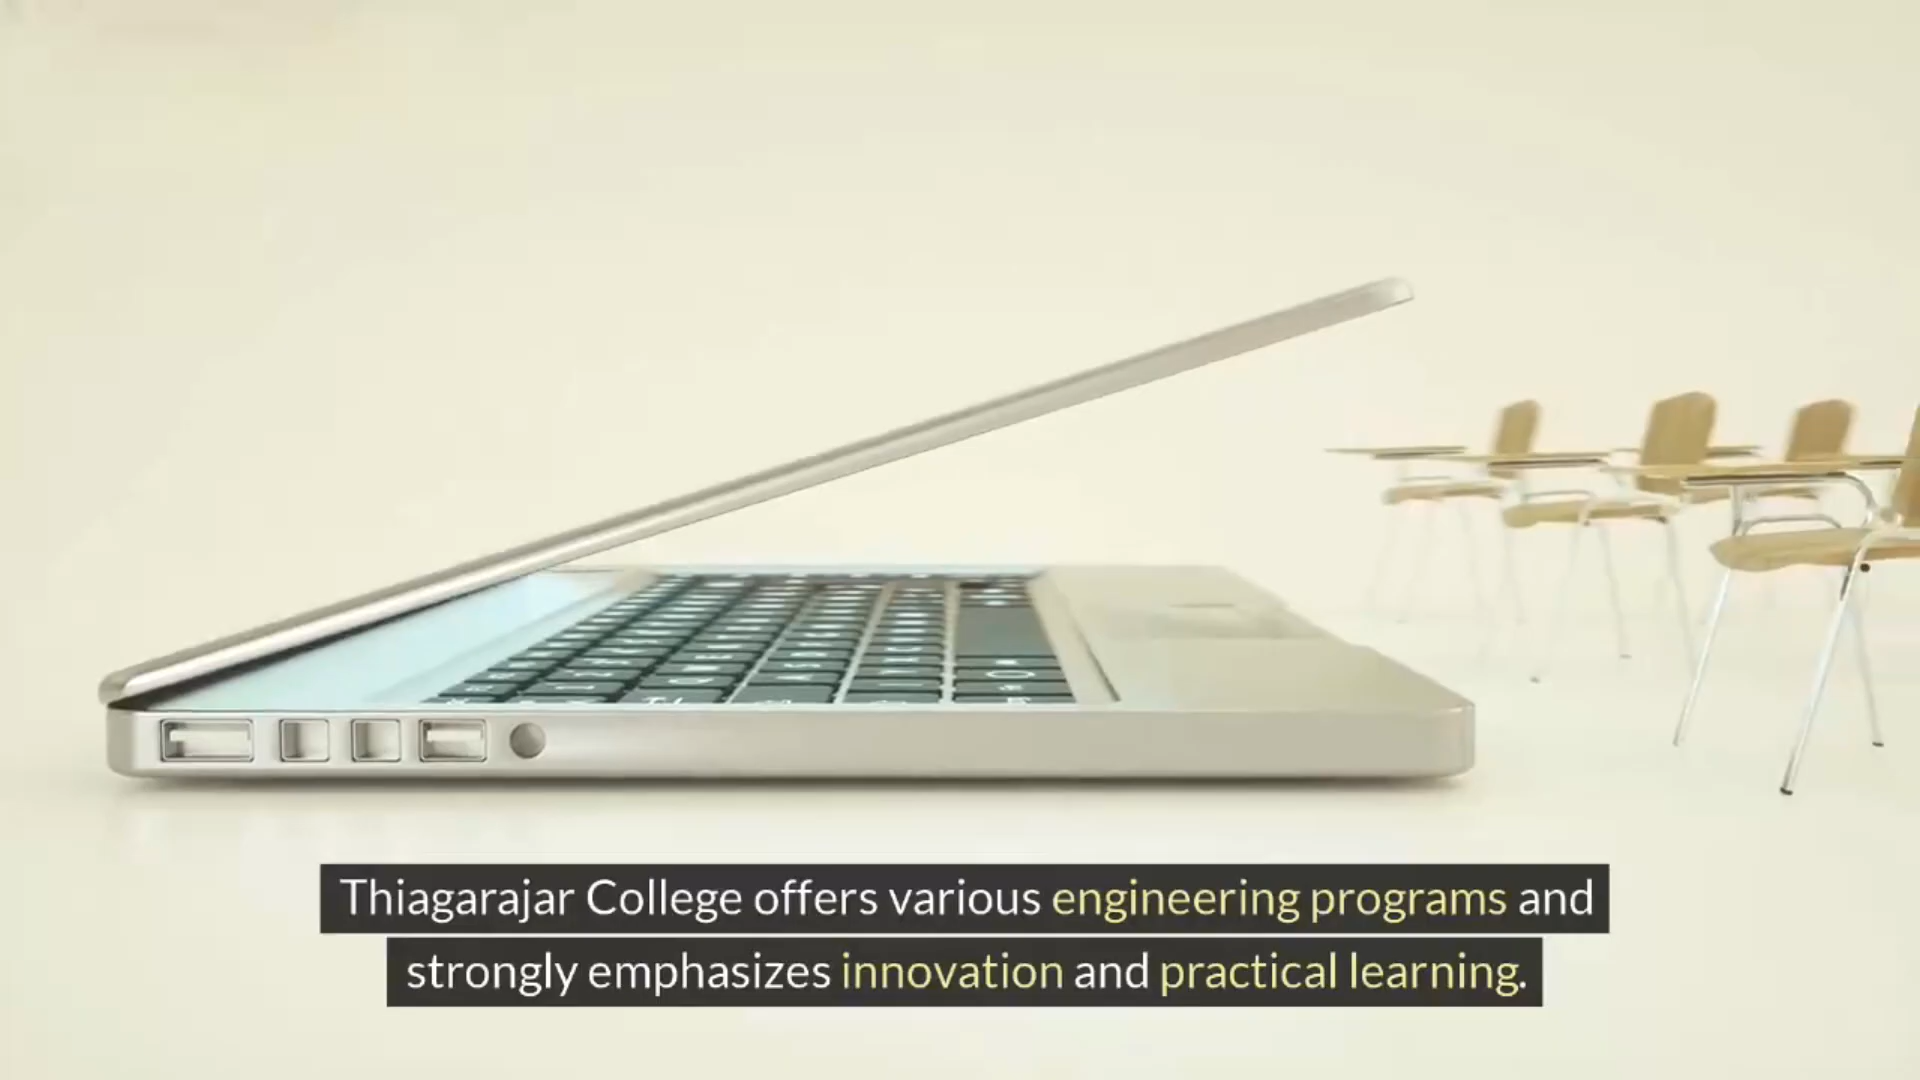 Thiagarajar College offers various engineering programs and
strongly emphasizes innovation and practical learning.